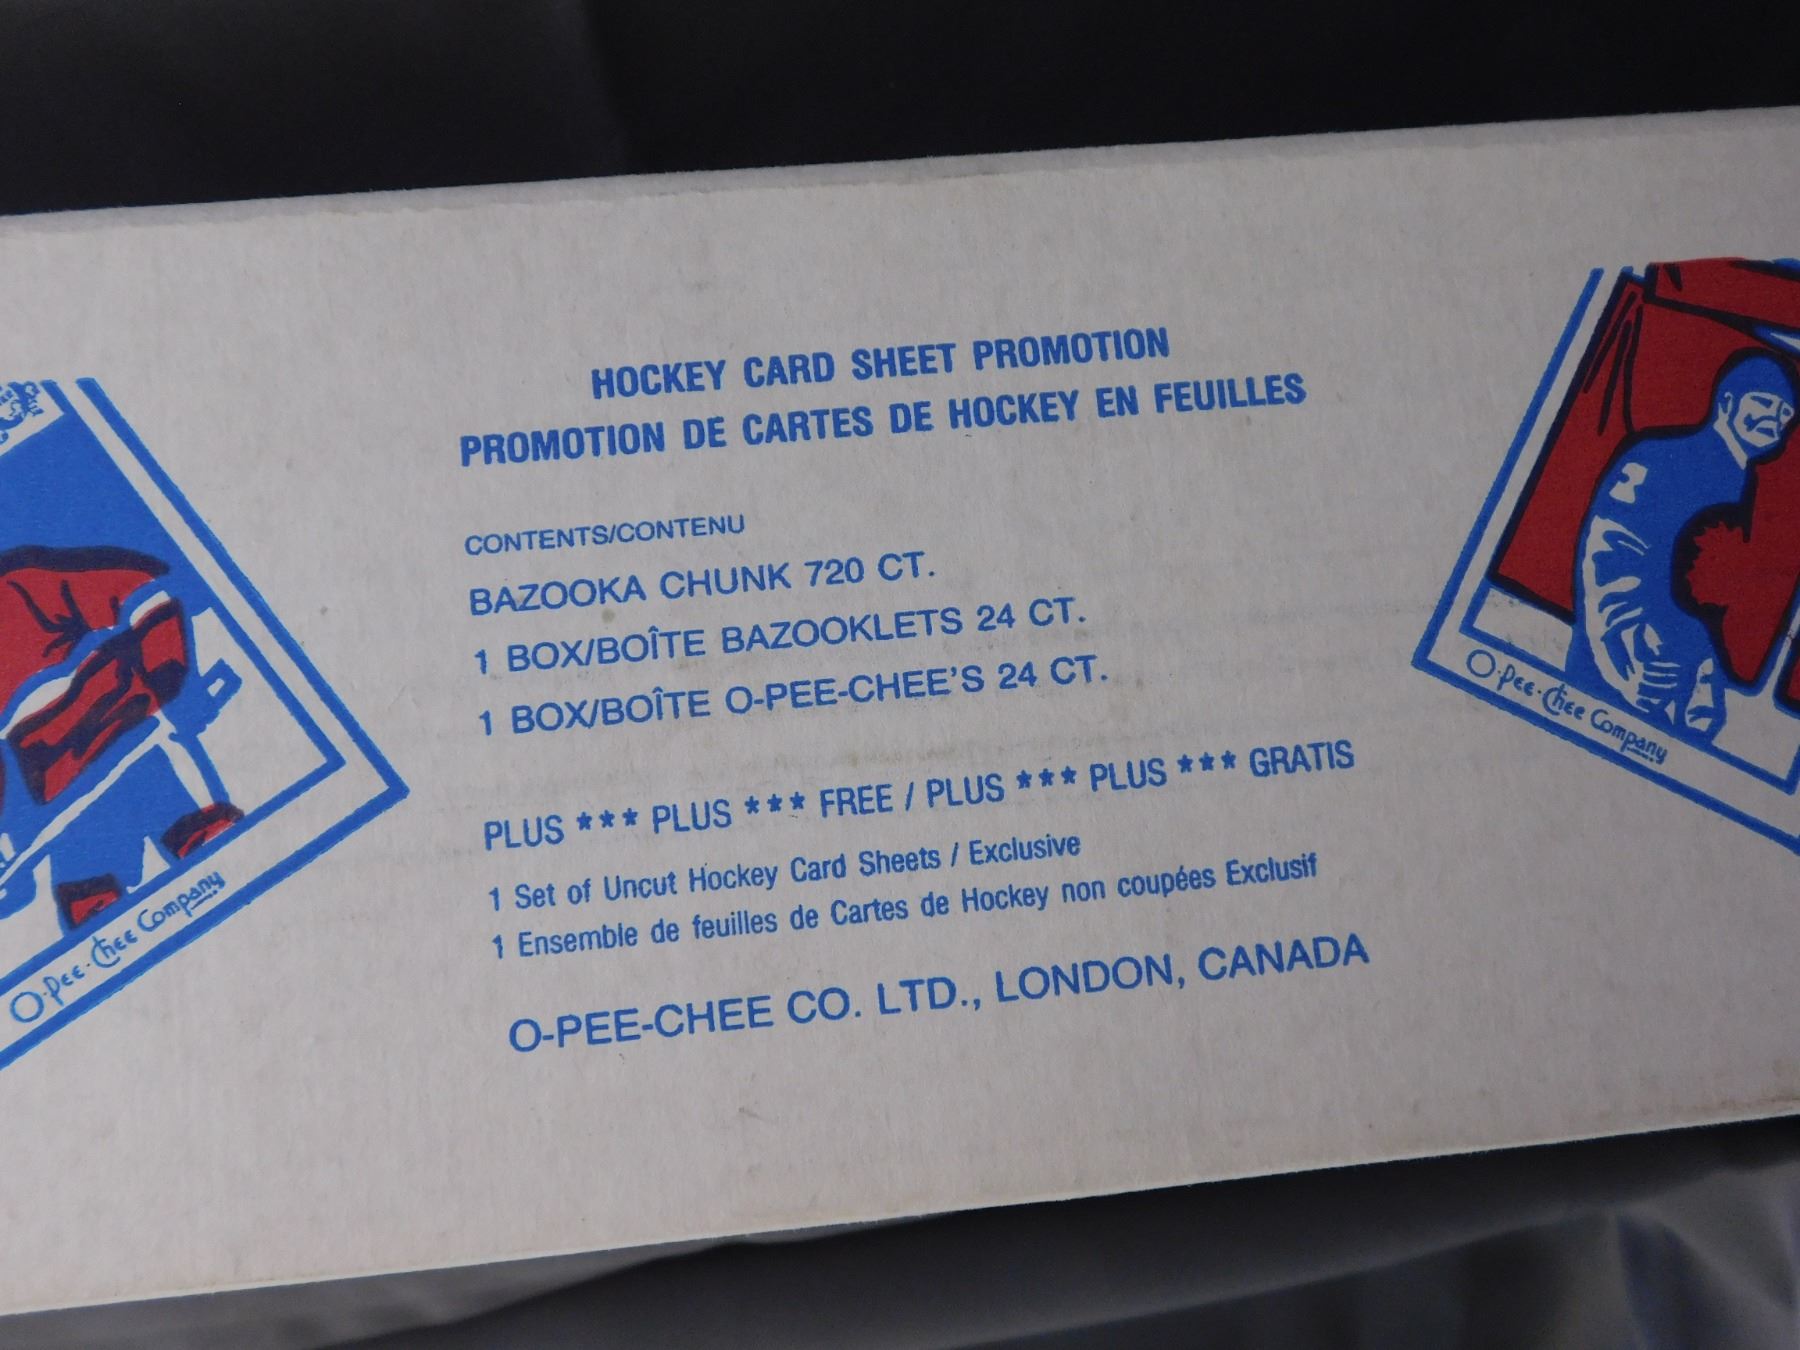 HOCKEY CARD SHEET PROMOTION
PROMOTION DE CARTES DE HOCKEY EN FEUILLES
CONTENTS/CONTENU
BAZOOKA CHUNK 720 CT.
1 BOX/BOÎTE BAZOOKLETS 24 CT.
1 BOX/BOÎTE O-PEE-CHEE'S 24 CT.
PLUS *** PLUS *** FREE / PLUS *** PLUS *** GRATIS
1 Set of Uncut Hockey Card Sheets / Exclusive
1 Ensemble de feuilles de Cartes de Hockey non coupées Exclusif
O-PEE-CHEE CO. LTD., LONDON, CANADA
O-PEE-Chee Company
O-PEE-Chee Company